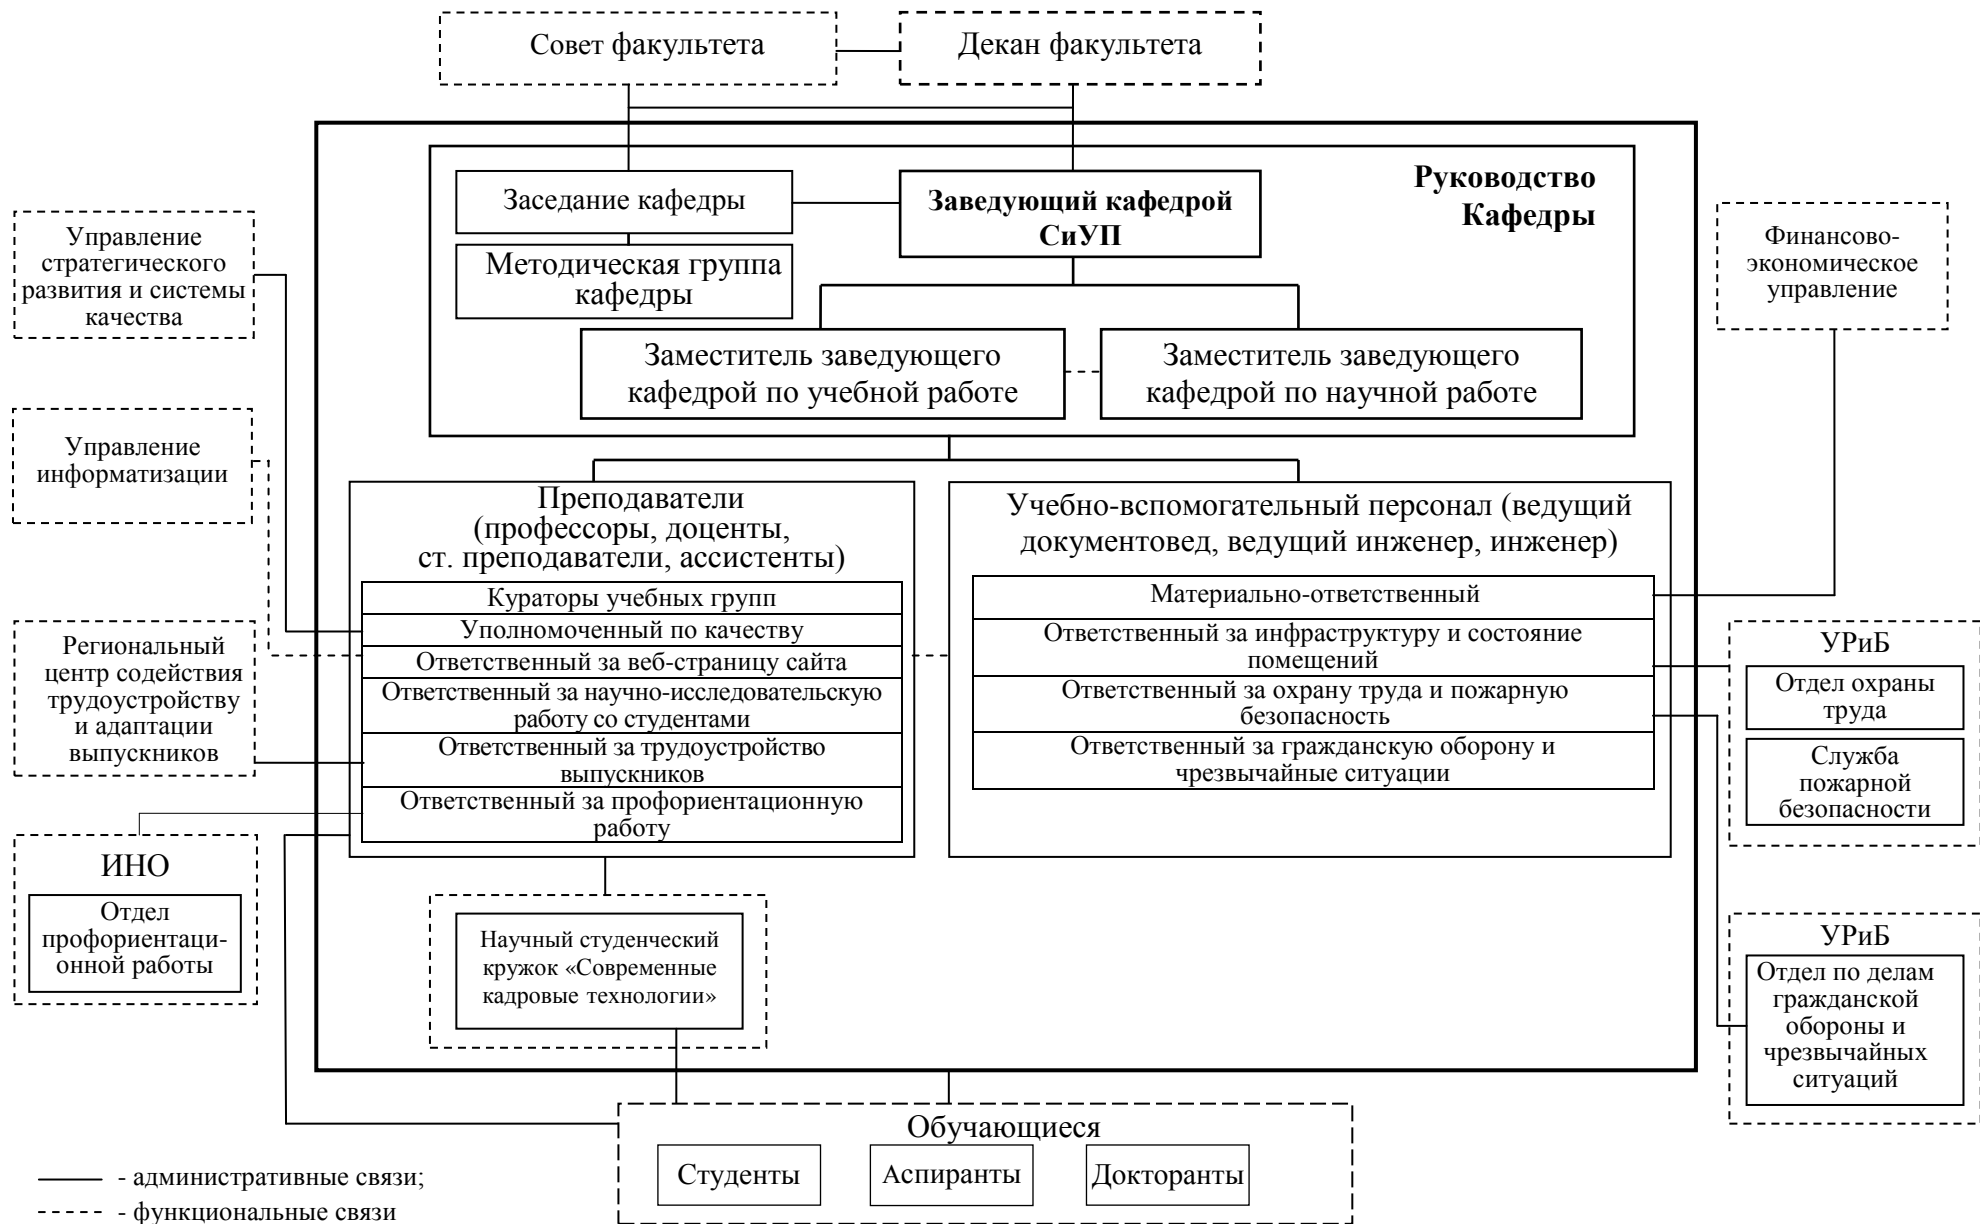 Совет факультета
Декан факультета
Руководство
Кафедры
Заседание кафедры
Заведующий кафедрой
СиУП
Методическая группа
кафедры
Заместитель заведующего
кафедрой по учебной работе
Заместитель заведующего
кафедрой по научной работе
Управление
стратегического
развития и системы
качества
Финансово-
экономическое
управление
Управление
информатизации
Преподаватели
(профессоры, доценты,
ст. преподаватели, ассистенты)
Кураторы учебных групп
Уполномоченный по качеству
Ответственный за веб-страницу сайта
Ответственный за научно-исследовательскую
работу со студентами
Ответственный за трудоустройство
выпускников
Ответственный за профориентационную
работу
Учебно-вспомогательный персонал (ведущий
документовед, ведущий инженер, инженер)
Материально-ответственный
Ответственный за инфраструктуру и состояние
помещений
Ответственный за охрану труда и пожарную
безопасность
Ответственный за гражданскую оборону и
чрезвычайные ситуации
Региональный
центр содействия
трудоустройству
и адаптации
выпускников
УРиБ
Отдел охраны
труда
Служба
пожарной
безопасности
ИНО
Отдел
профориентаци-
онной работы
Научный студенческий
кружок «Современные
кадровые технологии»
УРиБ
Отдел по делам
гражданской
обороны и
чрезвычайных
ситуаций
Обучающиеся
Студенты
Аспиранты
Докторанты
- административные связи;
- функциональные связи